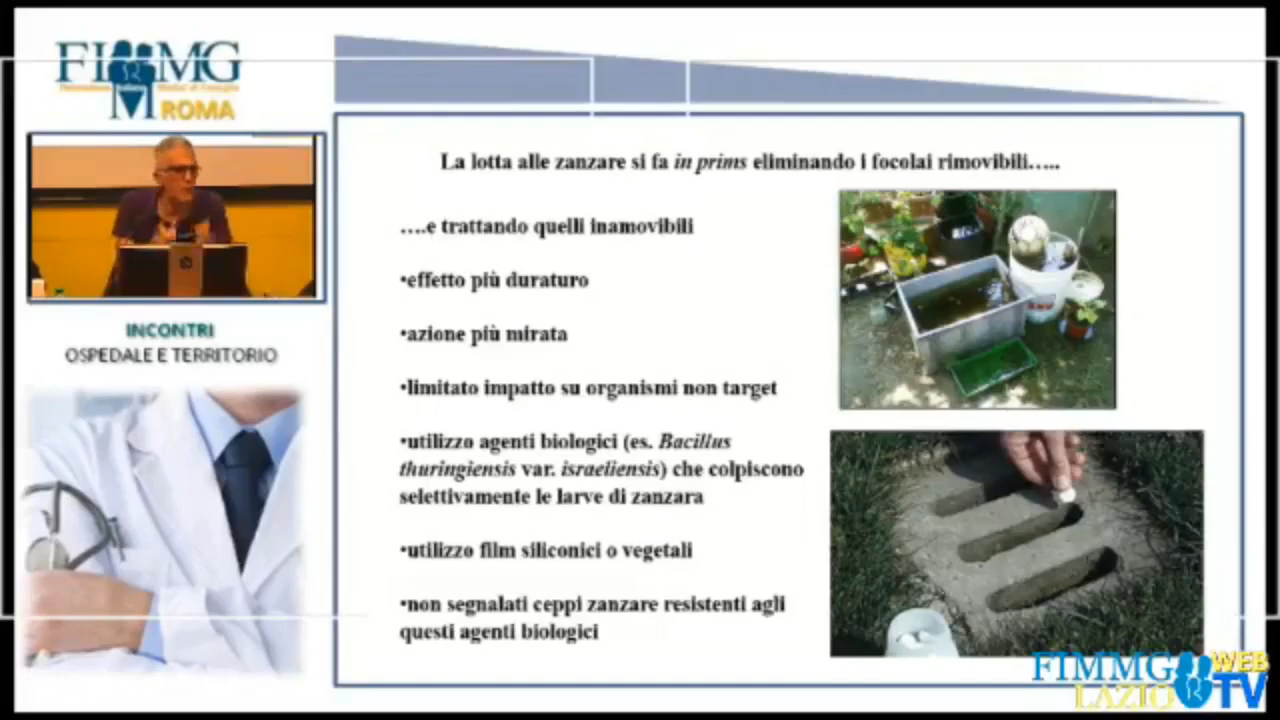 FIMMG
ROMA
INCONTRI
OSPEDALE E TERRITORIO
La lotta alle zanzare si fa in prims eliminando i focolai rimovibili…..
….e trattando quelli inamovibili
•effetto più duraturo
•azione più mirata
•limitato impatto su organismi non target
•utilizzo agenti biologici (es. Bacillus
thuringiensis var. israeliensis) che colpiscono
selettivamente le larve di zanzara
•utilizzo film siliconici o vegetali
•non segnalati ceppi zanzare resistenti agli
questi agenti biologici
FIMMG WEB
LAZIO TV